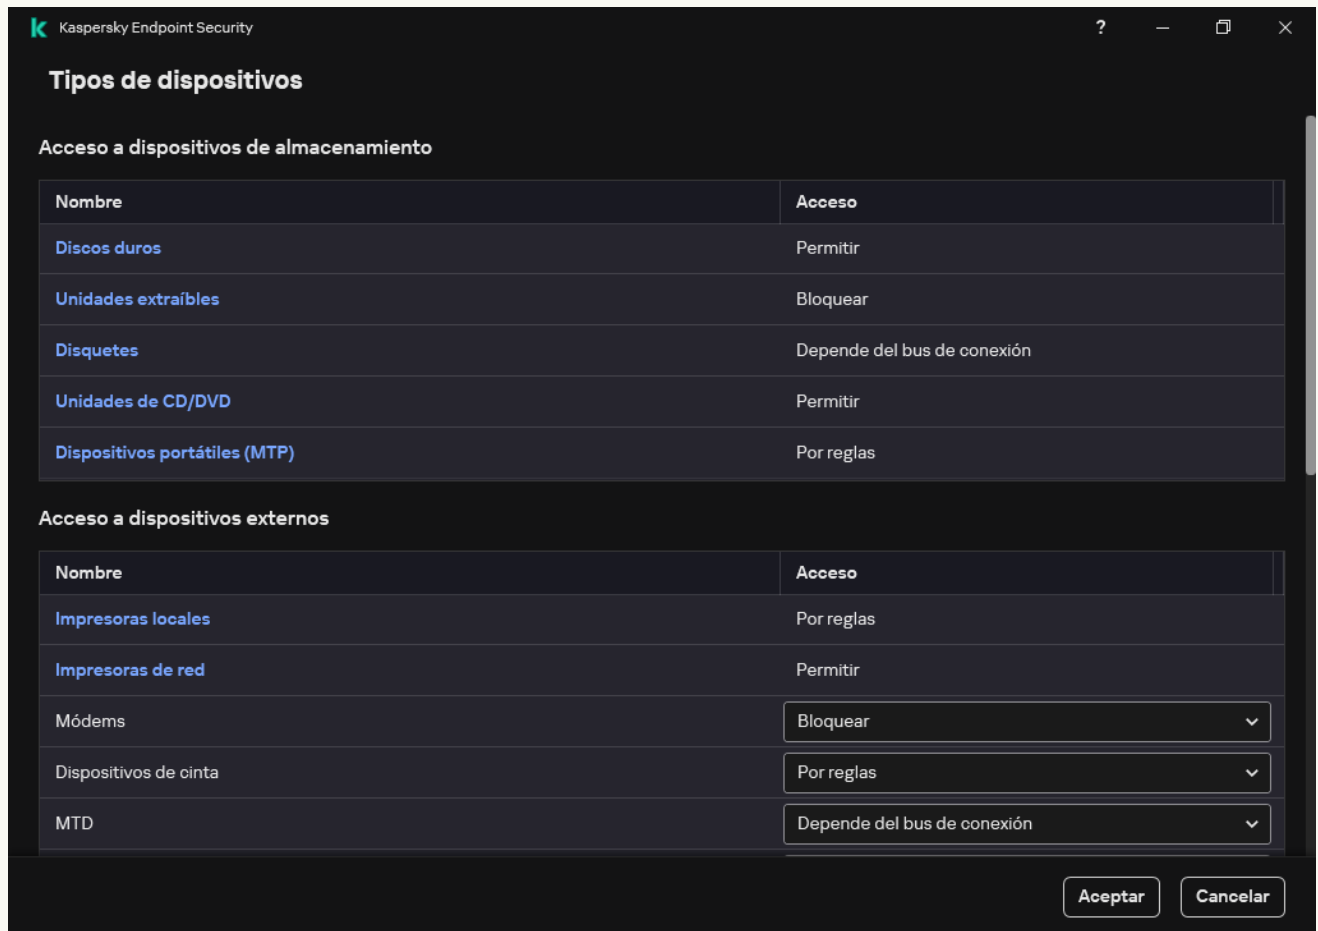 Kaspersky Endpoint Security ?
Tipos de dispositivos
Acceso a dispositivos de almacenamiento
Nombre Acceso
Discos duros Permitir
Unidades extraíbles Bloquear
Disquetes Depende del bus de conexión
Unidades de CD/DVD Permitir
Dispositivos portátiles (MTP) Por reglas
Acceso a dispositivos externos
Nombre Acceso
Impresoras locales Por reglas
Impresoras de red Permitir
Módems Bloquear
Dispositivos de cinta Por reglas
MTD Depende del bus de conexión
Aceptar Cancelar